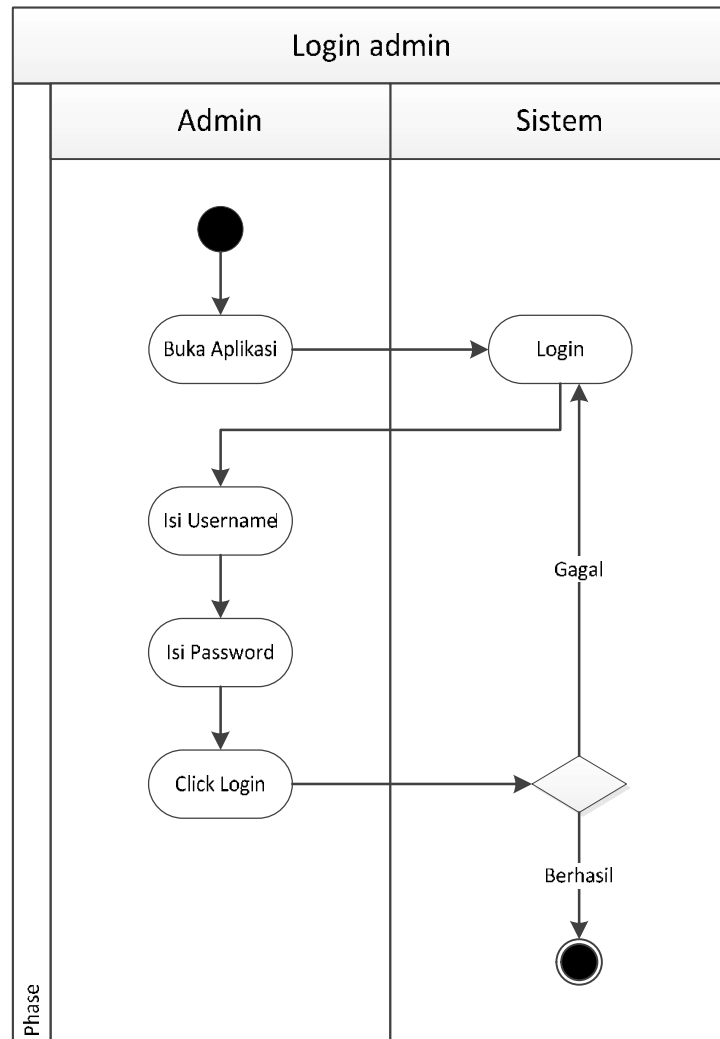 Login admin
Admin
Sistem
Buka Aplikasi
Login
Isi Username
Gagal
Isi Password
Click Login
Berhasil
Phase